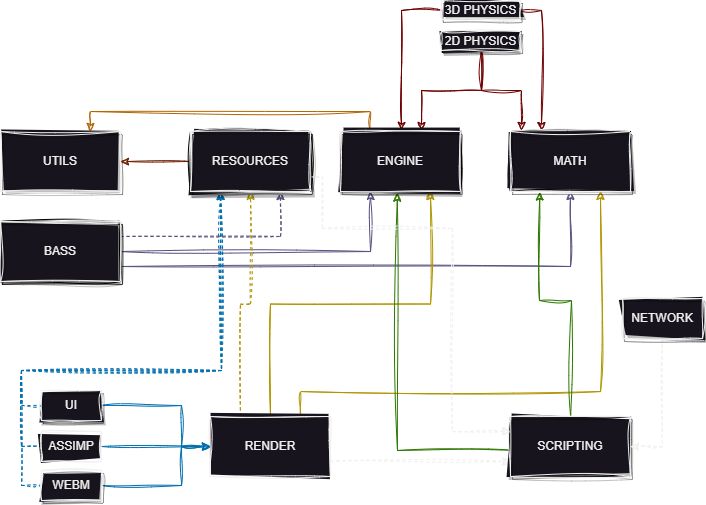 3D PHYSICS
2D PHYSICS
UTILS
RESOURCES
ENGINE
MATH
BASS
NETWORK
UI
ASSIMP
RENDER
SCRIPTING
WEBM